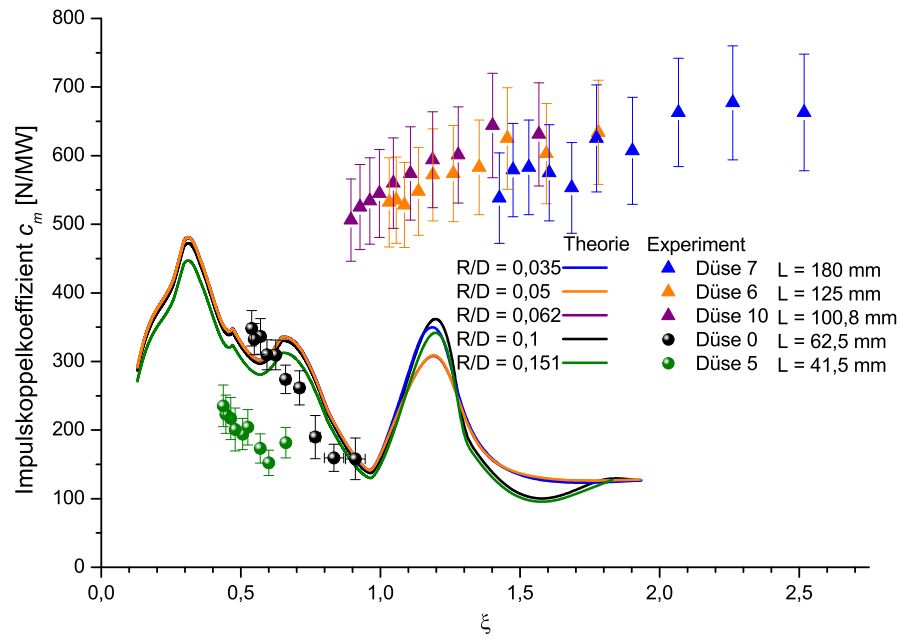 800
700
600
500
400
300
200
100
0
Impulskoppelkoeffizient c_m [N/MW]
Theorie Experiment
R/D = 0,035 Düse 7 L = 180 mm
R/D = 0,05 Düse 6 L = 125 mm
R/D = 0,062 Düse 10 L = 100,8 mm
R/D = 0,1 Düse 0 L = 62,5 mm
R/D = 0,151 Düse 5 L = 41,5 mm
0,0 0,5 1,0 1,5 2,0 2,5
ξ